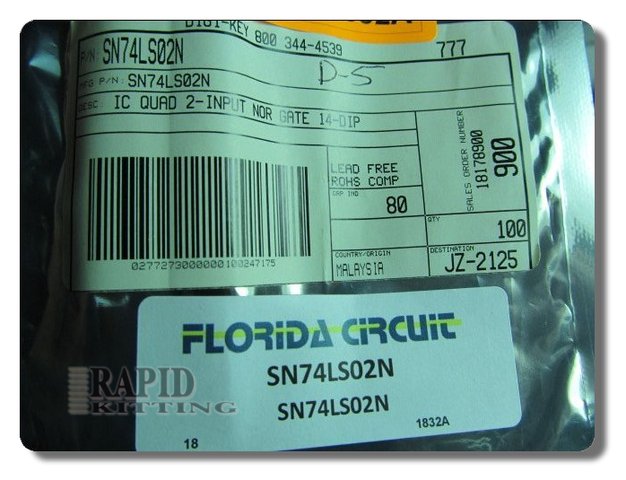 DIGI-KEY 800 344-4539
777
P/N: SN74LS02N
D-5
MFG P/N: SN74LS02N
DESC: IC QUAD 2-INPUT NOR GATE 14-DIP
LEAD FREE
ROHS COMP
80
SALES ORDER NUMBER
18178900
900
QTY
100
0277273000000100247175
COUNTRY/ORIGIN
MALAYSIA
DESTINATION
JZ-2125
FLORIDA CIRCUIT
SN74LS02N
SN74LS02N
18
1832A
RAPID
KITTING